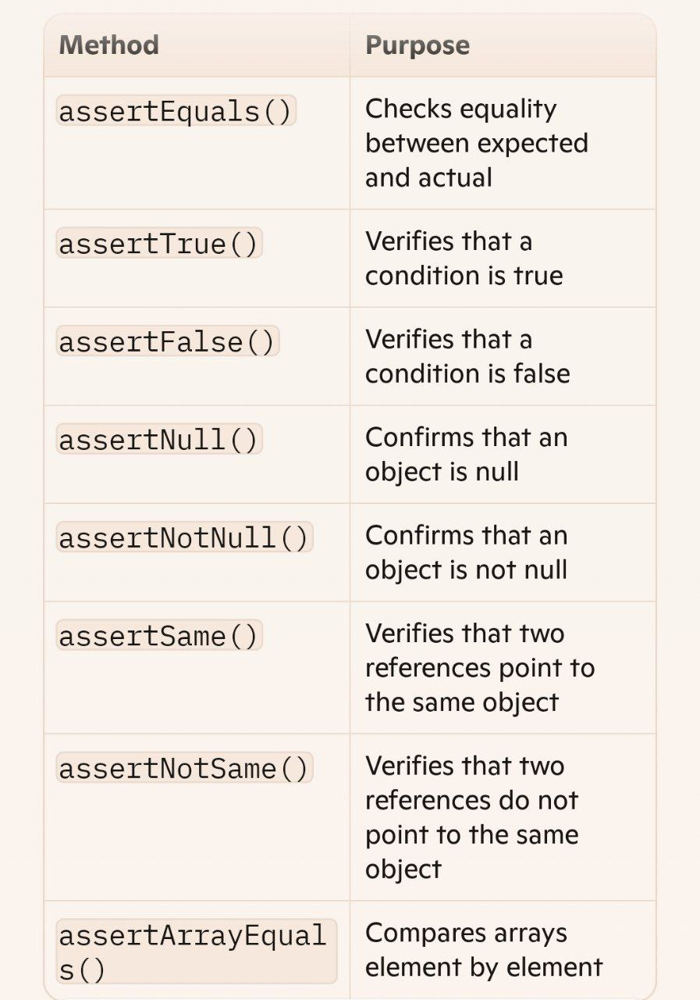 Method
Purpose
assertEquals()
Checks equality
between expected
and actual
assertTrue()
Verifies that a
condition is true
assertFalse()
Verifies that a
condition is false
assertNull()
Confirms that an
object is null
assertNotNull()
Confirms that an
object is not null
assertSame()
Verifies that two
references point to
the same object
assertNotSame()
Verifies that two
references do not
point to the same
object
assertArrayEqual
s()
Compares arrays
element by element